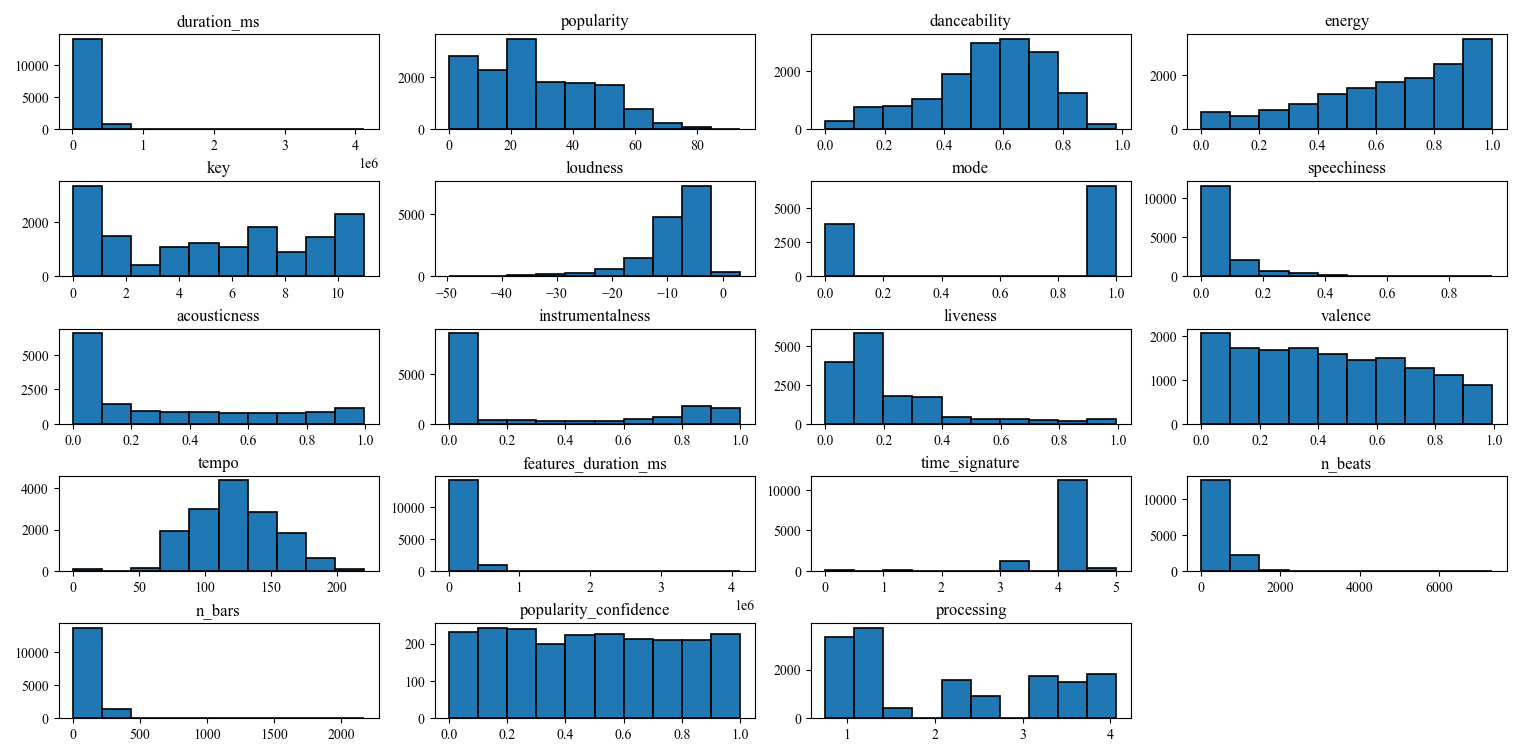 duration_ms popularity danceability energy
10000 5000 0
2000 0
2000 0
2000 0
0 1 2 3 4
1e6
0 20 40 60 80
0.0 0.2 0.4 0.6 0.8 1.0
0.0 0.2 0.4 0.6 0.8 1.0
key loudness mode speechiness
2000 0
5000 0
5000 2500 0
10000 5000 0
0 2 4 6 8 10
−50 −40 −30 −20 −10 0
0.0 0.2 0.4 0.6 0.8 1.0
0.0 0.2 0.4 0.6 0.8
acousticness instrumentalness liveness valence
5000 2500 0
5000 0
5000 2500 0
2000 1000 0
0.0 0.2 0.4 0.6 0.8 1.0
0.0 0.2 0.4 0.6 0.8 1.0
0.0 0.2 0.4 0.6 0.8 1.0
0.0 0.2 0.4 0.6 0.8 1.0
tempo features_duration_ms time_signature n_beats
4000 2000 0
10000 5000 0
10000 5000 0
10000 5000 0
0 50 100 150 200
0 1 2 3 4
1e6
0 1 2 3 4 5
0 2000 4000 6000
n_bars popularity_confidence processing
10000 5000 0
200 100 0
2000 0
0 500 1000 1500 2000
0.0 0.2 0.4 0.6 0.8 1.0
1 2 3 4